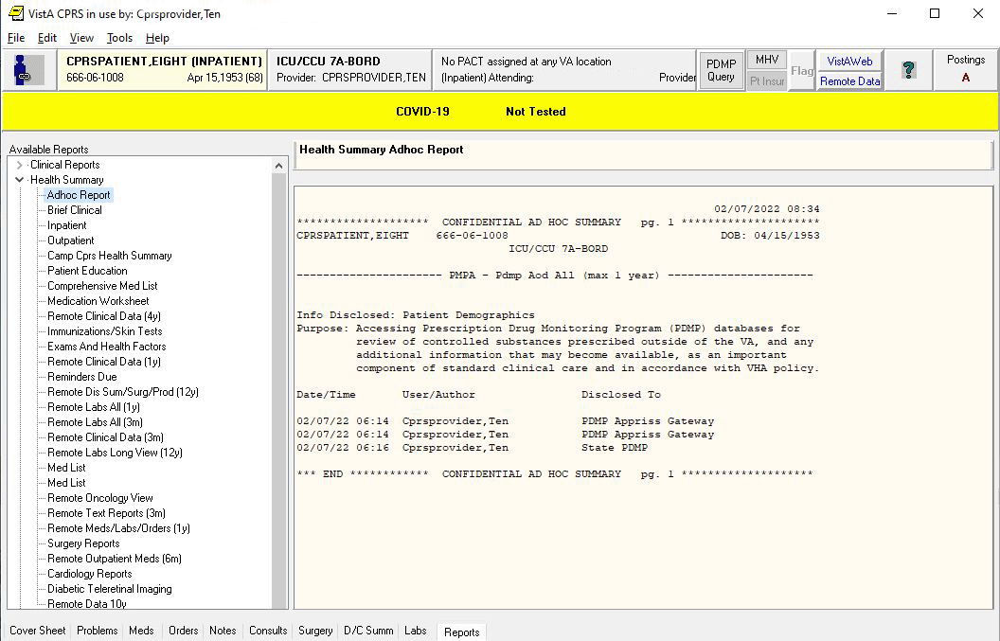 VistA CPRS in use by: Cprsprovider,Ten
File Edit View Tools Help
CPRSPATIENT,EIGHT (INPATIENT)
666-06-1008 Apr 15,1953 (68)
ICU/CCU 7A-BORD
Provider: CPRSPROVIDER,TEN
No PACT assigned at any VA location
(Inpatient) Attending: Provider
PDMP
Query
MHV
Pt Insur
Flag
VistAWeb
Remote Data
?
Postings
A
COVID-19 Not Tested
Available Reports
Clinical Reports
Health Summary
Adhoc Report
Brief Clinical
Inpatient
Outpatient
Camp Cprs Health Summary
Patient Education
Comprehensive Med List
Medication Worksheet
Remote Clinical Data (4y)
Immunizations/Skin Tests
Exams And Health Factors
Remote Clinical Data (1y)
Reminders Due
Remote Dis Sum/Surg/Prod (12y)
Remote Labs All (1y)
Remote Labs All (3m)
Remote Clinical Data (3m)
Remote Labs Long View (12y)
Med List
Med List
Remote Oncology View
Remote Text Reports (3m)
Remote Meds/Labs/Orders (1y)
Surgery Reports
Remote Outpatient Meds (6m)
Cardiology Reports
Diabetic Teleretinal Imaging
Remote Data 10y
Health Summary Adhoc Report
02/07/2022 08:34
******************** CONFIDENTIAL AD HOC SUMMARY pg. 1 *********************
CPRSPATIENT,EIGHT 666-06-1008 DOB: 04/15/1953
ICU/CCU 7A-BORD
---------------------- PMPA - Pdmp Aod All (max 1 year) ----------------------
Info Disclosed: Patient Demographics
Purpose: Accessing Prescription Drug Monitoring Program (PDMP) databases for
review of controlled substances prescribed outside of the VA, and any
additional information that may become available, as an important
component of standard clinical care and in accordance with VHA policy.
Date/Time User/Author Disclosed To
02/07/22 06:14 Cprsprovider,Ten PDMP Appriss Gateway
02/07/22 06:14 Cprsprovider,Ten PDMP Appriss Gateway
02/07/22 06:16 Cprsprovider,Ten State PDMP
*** END ************ CONFIDENTIAL AD HOC SUMMARY pg. 1 ********************
Cover Sheet Problems Meds Orders Notes Consults Surgery D/C Summ Labs Reports